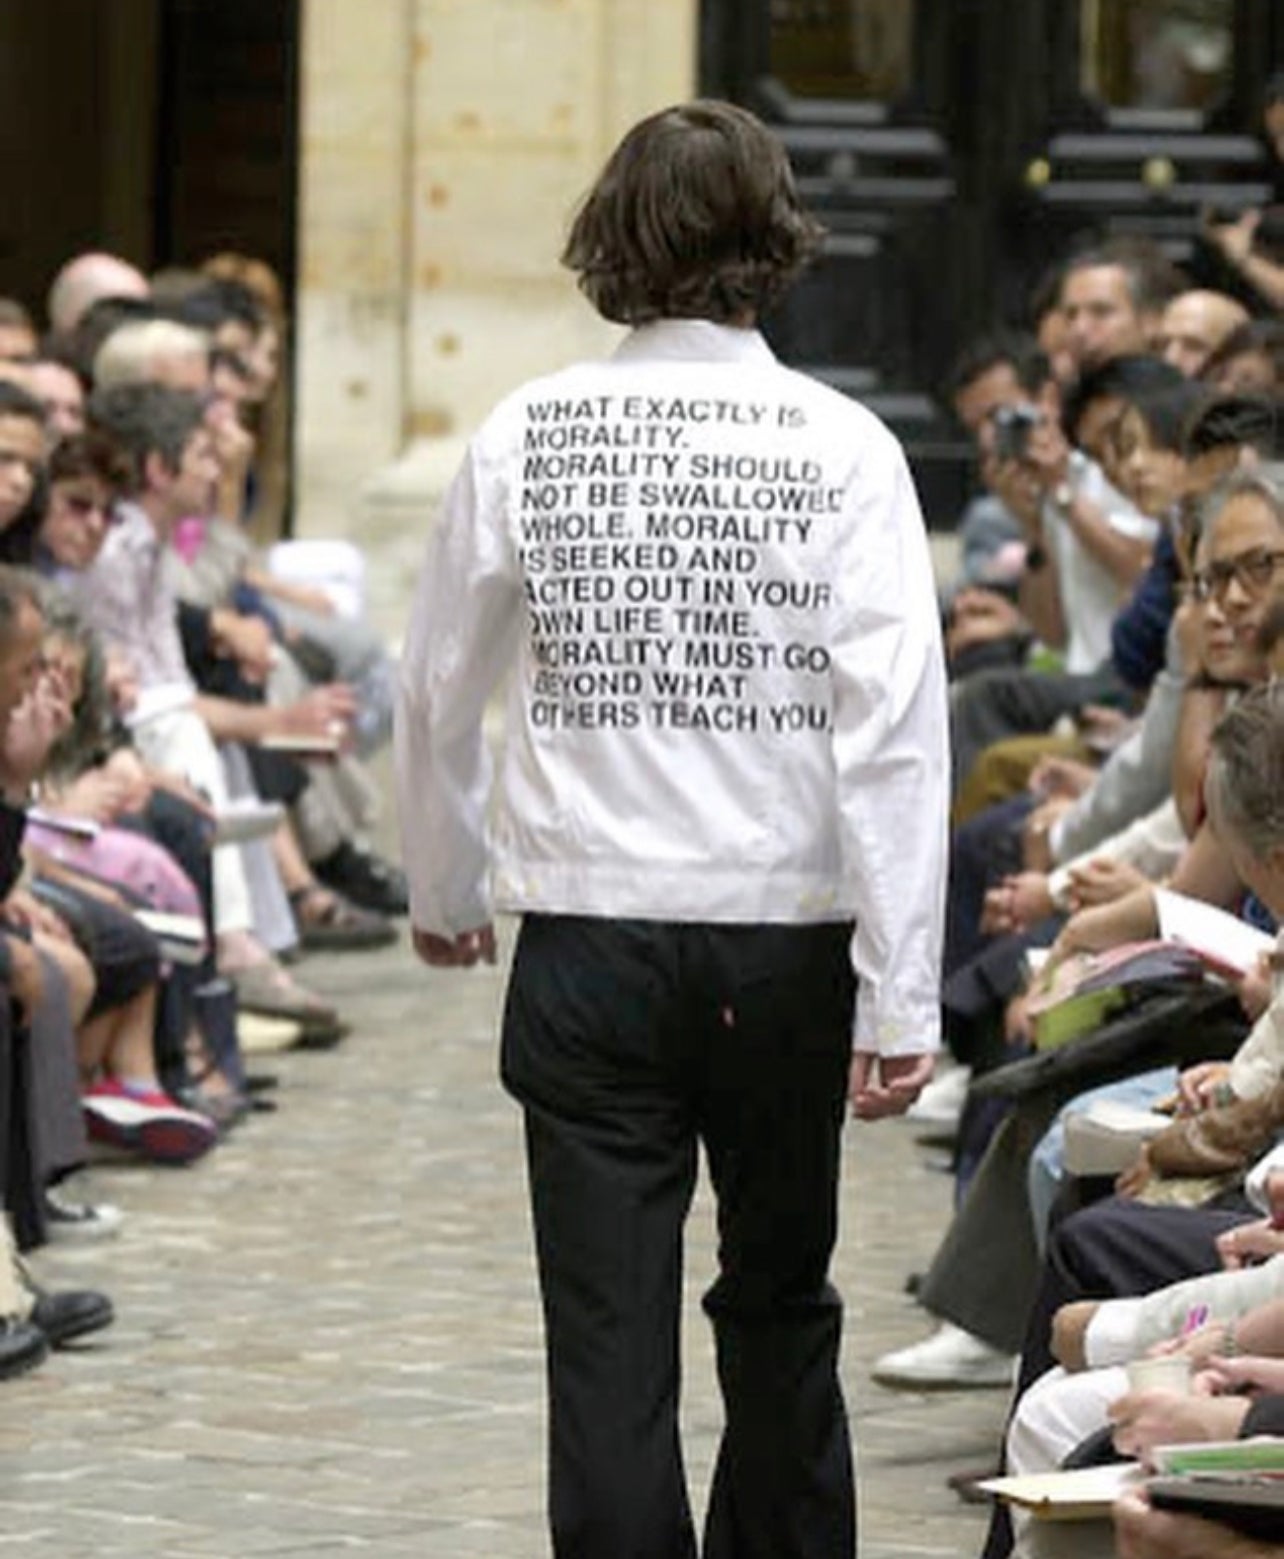 WHAT EXACTLY IS
MORALITY.
MORALITY SHOULD
NOT BE SWALLOWED
WHOLE. MORALITY
IS SEEKED AND
ACTED OUT IN YOUR
OWN LIFE TIME.
MORALITY MUST GO
BEYOND WHAT
OTHERS TEACH YOU.